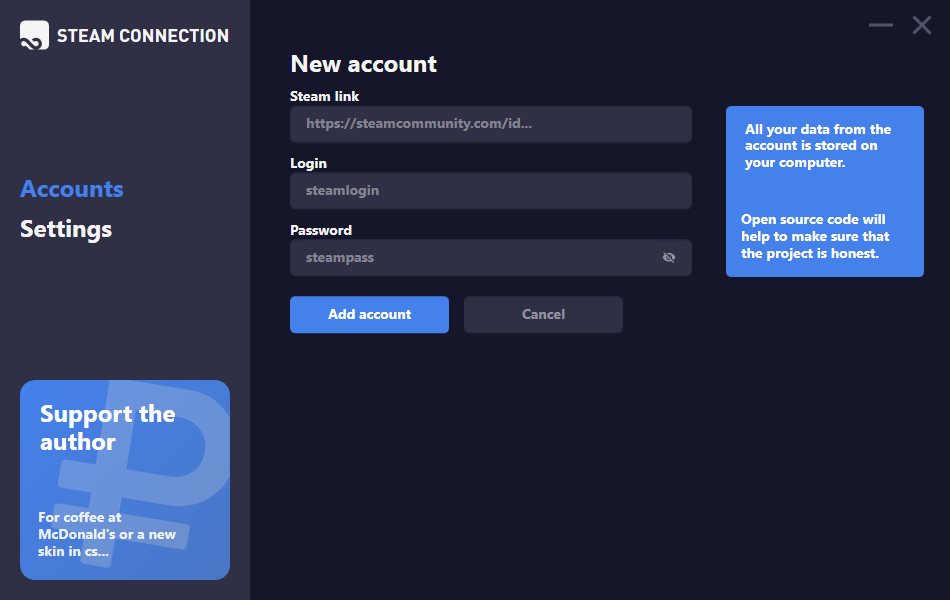 STEAM CONNECTION
Accounts
Settings
Support the
author
For coffee at
McDonald's or a new
skin in cs...
New account
Steam link
https://steamcommunity.com/id...
Login
steamlogin
Password
steampass
Add account
Cancel
All your data from the
account is stored on
your computer.
Open source code will
help to make sure that
the project is honest.